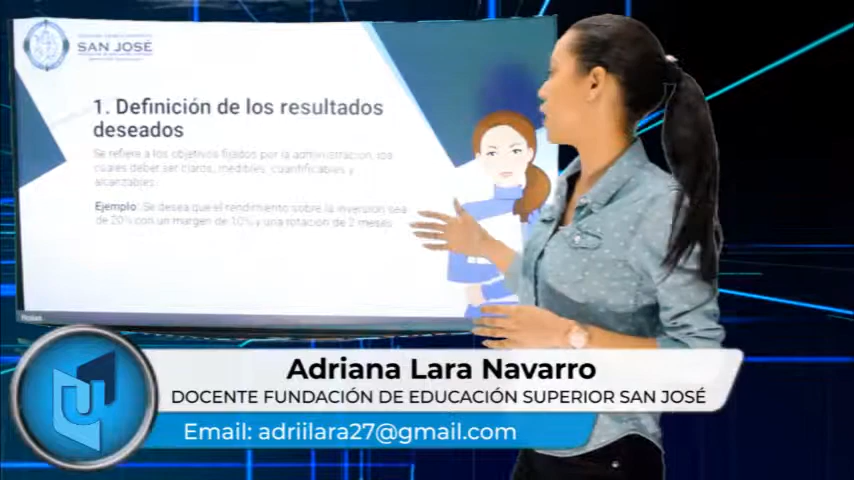 SAN JOSÉ
1. Definición de los resultados
deseados
Se refiere a los objetivos fijados por la administración, los
cuales deber ser claros, medibles, cuantificables y
alcanzables.
Ejemplo: Se desea que el rendimiento sobre la inversión sea
de 20% con un margen de 10% y una rotación de 2 meses.
Adriana Lara Navarro
DOCENTE FUNDACIÓN DE EDUCACIÓN SUPERIOR SAN JOSÉ
Email: adriilara27@gmail.com